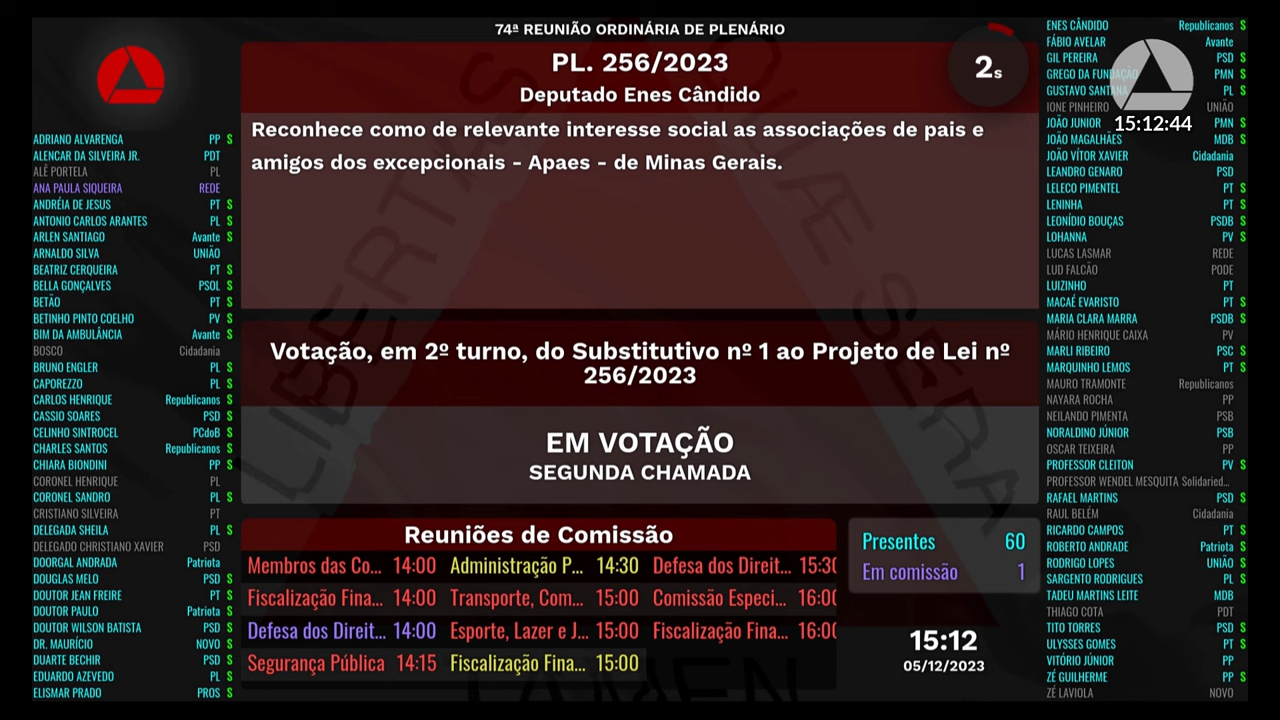 74ª REUNIÃO ORDINÁRIA DE PLENÁRIO
PL. 256/2023
Deputado Enes Cândido
2s
Reconhece como de relevante interesse social as associações de pais e
amigos dos excepcionais - Apaes - de Minas Gerais.
Votação, em 2º turno, do Substitutivo nº 1 ao Projeto de Lei nº
256/2023
EM VOTAÇÃO
SEGUNDA CHAMADA
Reuniões de Comissão
Membros das Co... 14:00 Administração P... 14:30 Defesa dos Direit... 15:30
Fiscalização Fina... 14:00 Transporte, Com... 15:00 Comissão Especi... 16:00
Defesa dos Direit... 14:00 Esporte, Lazer e J... 15:00 Fiscalização Fina... 16:00
Segurança Pública 14:15 Fiscalização Fina... 15:00
Presentes 60
Em comissão 1
15:12
05/12/2023
ADRIANO ALVARENGA PP S
ALENCAR DA SILVEIRA JR. PDT
ALÊ PORTELA PL
ANA PAULA SIQUEIRA REDE
ANDRÉIA DE JESUS PT S
ANTONIO CARLOS ARANTES PL S
ARLEN SANTIAGO Avante S
ARNALDO SILVA UNIÃO
BEATRIZ CERQUEIRA PT S
BELLA GONÇALVES PSOL S
BETÃO PT S
BETINHO PINTO COELHO PV S
BIM DA AMBULÂNCIA Avante S
BOSCO Cidadania
BRUNO ENGLER PL S
CAPOREZZO PL S
CARLOS HENRIQUE Republicanos S
CASSIO SOARES PSD S
CELINHO SINTROCEL PCdoB S
CHARLES SANTOS Republicanos S
CHIARA BIONDINI PP S
CORONEL HENRIQUE PL
CORONEL SANDRO PL S
CRISTIANO SILVEIRA PT
DELEGADA SHEILA PL S
DELEGADO CHRISTIANO XAVIER PSD
DOORGAL ANDRADA Patriota
DOUGLAS MELO PSD S
DOUTOR JEAN FREIRE PT S
DOUTOR PAULO Patriota S
DOUTOR WILSON BATISTA PSD S
DR. MAURÍCIO NOVO S
DUARTE BECHIR PSD S
EDUARDO AZEVEDO PL S
ELISMAR PRADO PROS S
ENES CÂNDIDO Republicanos S
FÁBIO AVELAR Avante
GIL PEREIRA PSD S
GREGO DA FUNDAÇÃO PMN S
GUSTAVO SANTANA PL S
IONE PINHEIRO UNIÃO
JOÃO JUNIOR PMN S
15:12:44
JOÃO MAGALHÃES MDB S
JOÃO VÍTOR XAVIER Cidadania
LEANDRO GENARO PSD
LELECO PIMENTEL PT S
LENINHA PT S
LEONÍDIO BOUÇAS PSDB S
LOHANNA PV S
LUCAS LASMAR REDE
LUD FALCÃO PODE
LUIZINHO PT
MACAÉ EVARISTO PT S
MARIA CLARA MARRA PSDB S
MÁRIO HENRIQUE CAIXA PV
MARLI RIBEIRO PSC S
MARQUINHO LEMOS PT S
MAURO TRAMONTE Republicanos
NAYARA ROCHA PP
NEILANDO PIMENTA PSB
NORALDINO JÚNIOR PSB
OSCAR TEIXEIRA PP
PROFESSOR CLEITON PV S
PROFESSOR WENDEL MESQUITA Solidaried...
RAFAEL MARTINS PSD S
RAUL BELÉM Cidadania
RICARDO CAMPOS PT S
ROBERTO ANDRADE Patriota S
RODRIGO LOPES UNIÃO S
SARGENTO RODRIGUES PL S
TADEU MARTINS LEITE MDB
THIAGO COTA PDT
TITO TORRES PSD S
ULYSSES GOMES PT S
VITÓRIO JÚNIOR PP
ZÉ GUILHERME PP S
ZÉ LAVIOLA NOVO